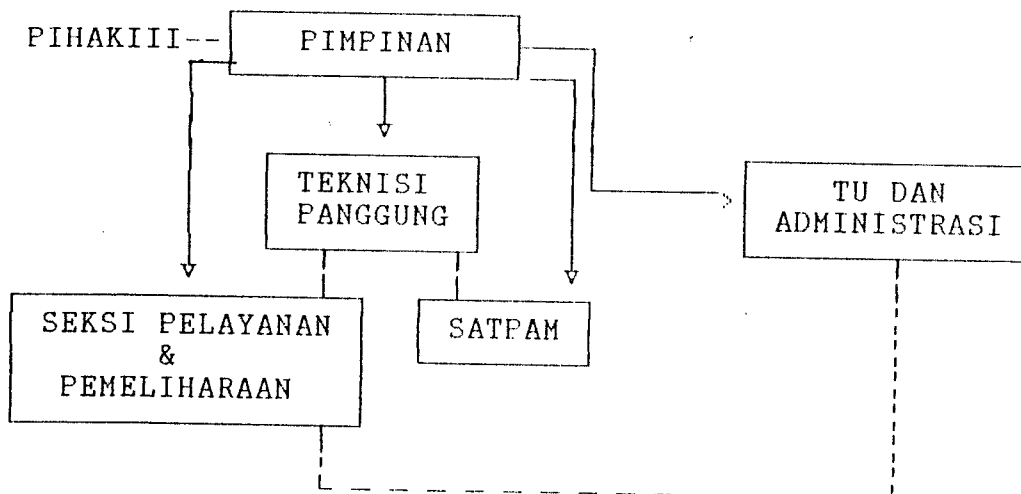 PIHAKIII--
PIMPINAN
TEKNISI
PANGGUNG
TU DAN
ADMINISTRASI
SEKSI PELAYANAN
&
PEMELIHARAAN
SATPAM